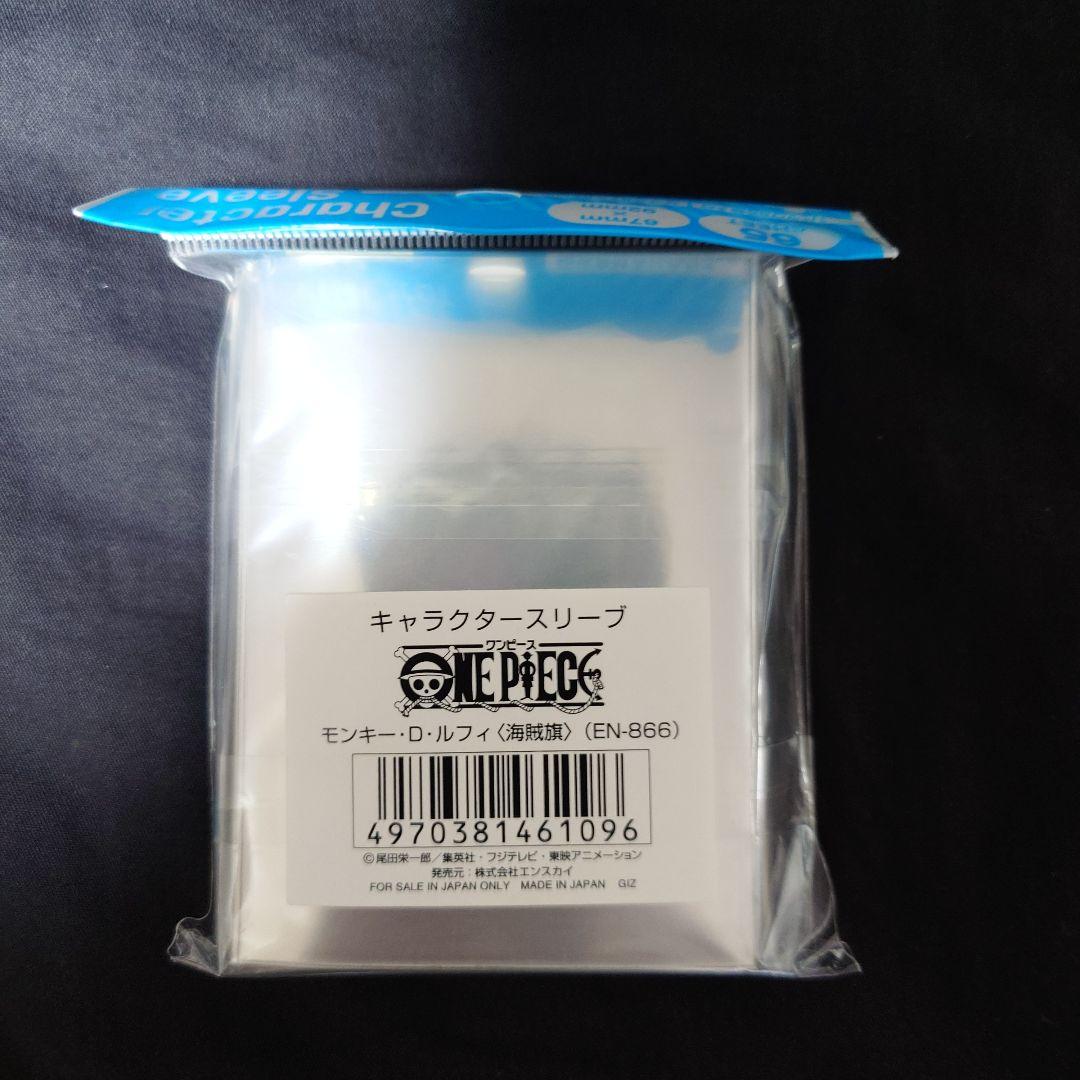 Character
Sleeve
67mm
65
キャラクタースリーブ
ワンピース
ONE PIECE
モンキー・D・ルフィ〈海賊旗〉(EN-866)
4970381461096
©尾田栄一郎／集英社・フジテレビ・東映アニメーション
発売元：株式会社エンスカイ
FOR SALE IN JAPAN ONLY MADE IN JAPAN GIZ